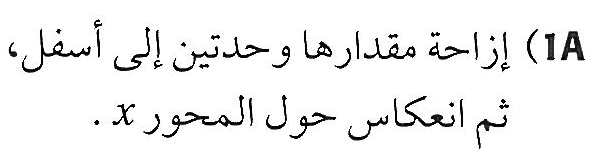 1A) إزاحة مقدارها وحدتين إلى أسفل،
ثم انعكاس حول المحور x .